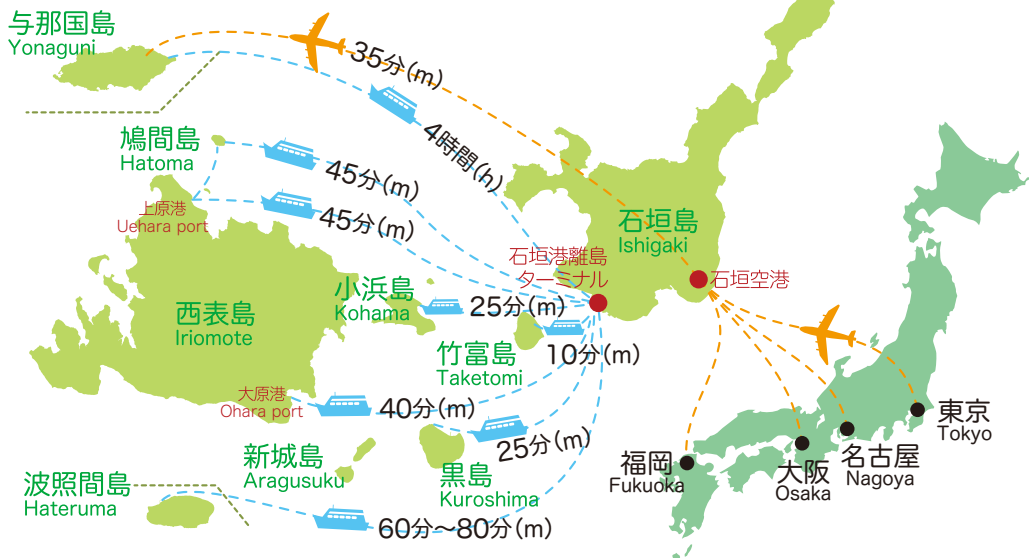 与那国島
Yonaguni
35分(m)
4時間(h)
鳩間島
Hatoma
45分(m)
上原港
Uehara port
45分(m)
石垣島
Ishigaki
石垣港離島
ターミナル
石垣空港
小浜島
Kohama
25分(m)
西表島
Iriomote
竹富島
Taketomi
10分(m)
大原港
Ohara port
40分(m)
25分(m)
新城島
Aragusuku
黒島
Kuroshima
波照間島
Hateruma
60分～80分(m)
東京
Tokyo
名古屋
Nagoya
大阪
Osaka
福岡
Fukuoka